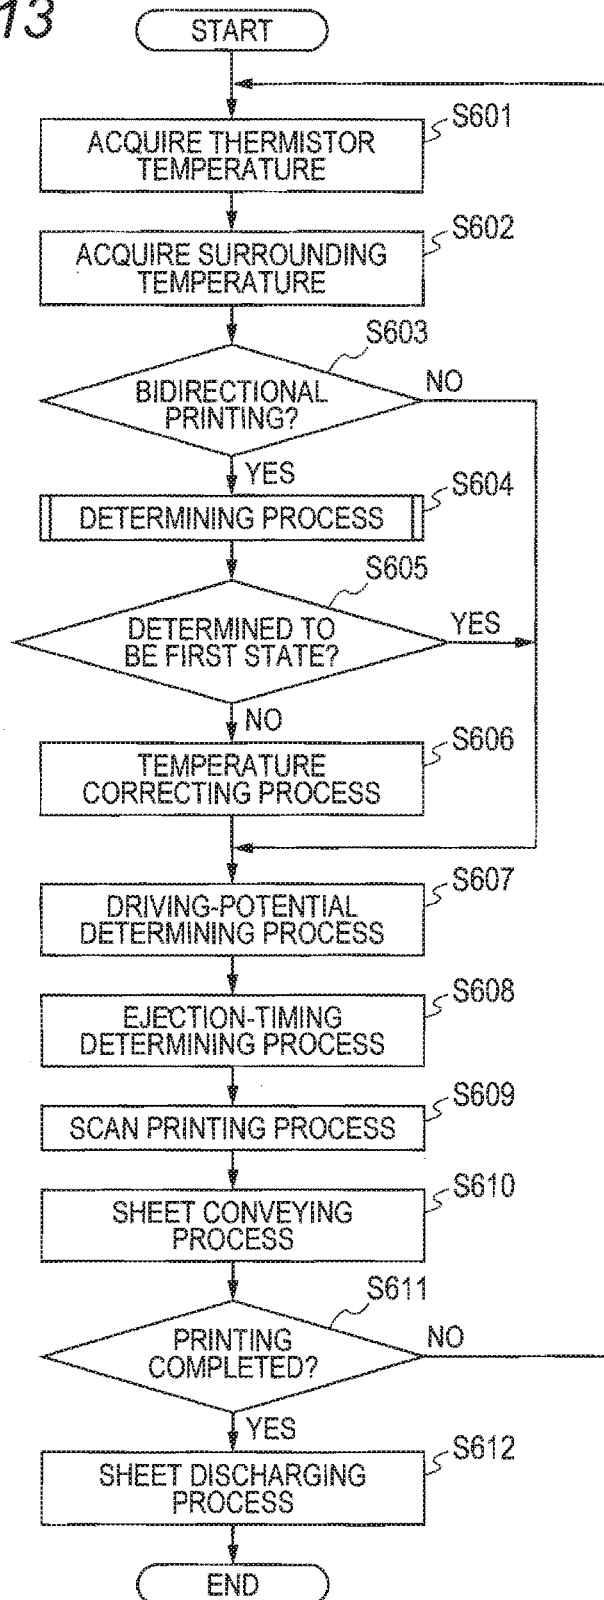 13
START
S601
ACQUIRE THERMISTOR
TEMPERATURE
S602
ACQUIRE SURROUNDING
TEMPERATURE
S603
BIDIRECTIONAL
PRINTING?
NO
YES
S604
DETERMINING PROCESS
S605
DETERMINED TO
BE FIRST STATE?
YES
NO
S606
TEMPERATURE
CORRECTING PROCESS
S607
DRIVING-POTENTIAL
DETERMINING PROCESS
S608
EJECTION-TIMING
DETERMINING PROCESS
S609
SCAN PRINTING PROCESS
S610
SHEET CONVEYING
PROCESS
S611
PRINTING
COMPLETED?
NO
YES
S612
SHEET DISCHARGING
PROCESS
END